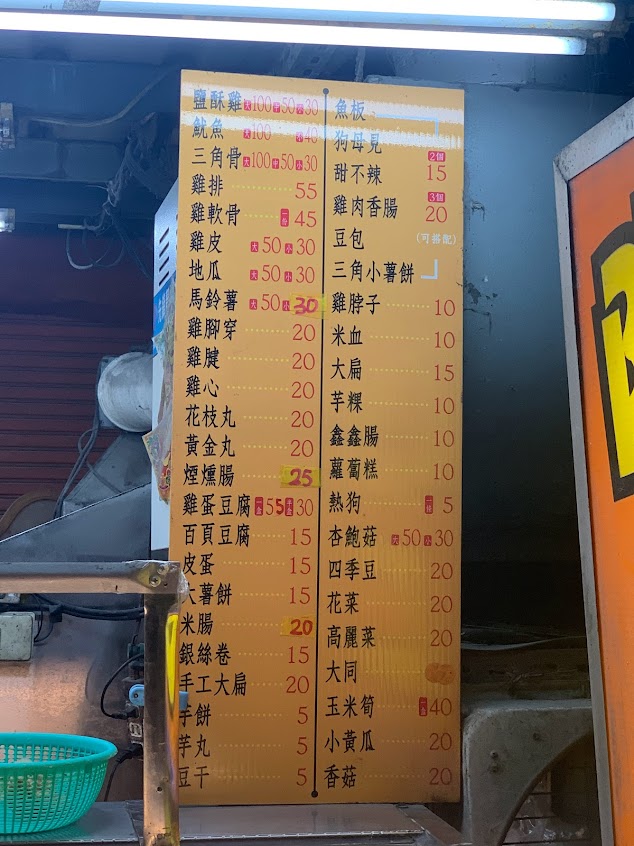 鹽酥雞 大100 中50 小30
魷魚 大100 小40
三角骨 大100 中50 小30
雞排 55
雞軟骨 一份 45
雞皮 大50 小30
地瓜 大50 小30
馬鈴薯 大50 小30
雞腳穿 20
雞腱 20
雞心 20
花枝丸 20
黃金丸 20
煙燻腸 25
雞蛋豆腐 一盒55 半盒30
百頁豆腐 15
皮蛋 15
大薯餅 15
米腸 20
銀絲卷 15
手工大扁 20
芋餅 5
芋丸 5
豆干 5
魚板
狗母見
甜不辣 2個 15
雞肉香腸 3個 20
豆包 (可搭配)
三角小薯餅
雞脖子 10
米血 10
大扁 15
芋粿 10
鑫鑫腸 10
蘿蔔糕 10
熱狗 一條 5
杏鮑菇 大50 小30
四季豆 20
花菜 20
高麗菜 20
大同
玉米筍 一盒 40
小黃瓜 20
香菇 20